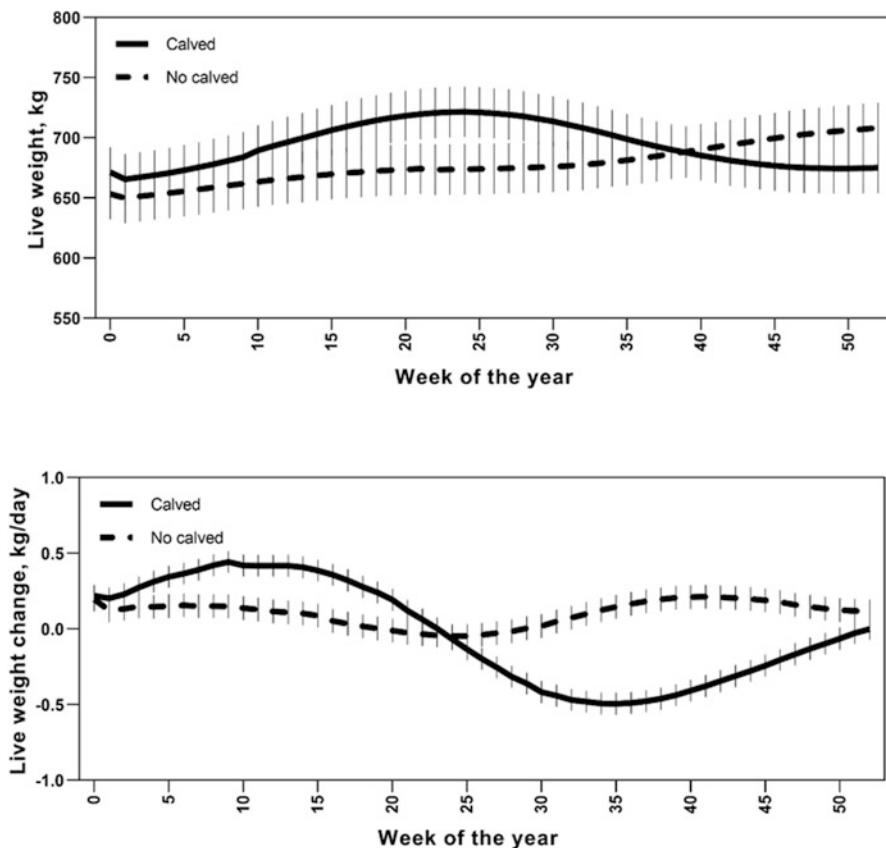 800
750
700
650
600
550
Live weight, kg
Calved
No calved
0 5 10 15 20 25 30 35 40 45 50
Week of the year
1.0
0.5
0.0
-0.5
-1.0
Live weight change, kg/day
Calved
No calved
0 5 10 15 20 25 30 35 40 45 50
Week of the year